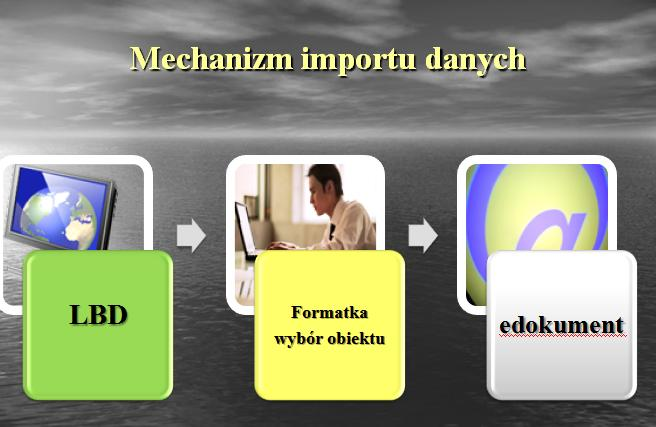 Mechanizm importu danych
LBD
Formatka
wybór obiektu
edokument